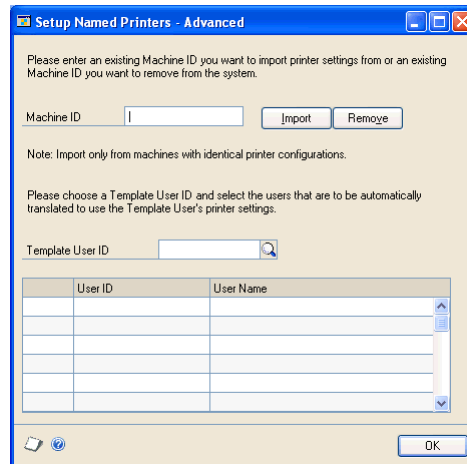 Setup Named Printers - Advanced
Please enter an existing Machine ID you want to import printer settings from or an existing
Machine ID you want to remove from the system.
Machine ID
Import
Remove
Note: Import only from machines with identical printer configurations.
Please choose a Template User ID and select the users that are to be automatically
translated to use the Template User's printer settings.
Template User ID
User ID
User Name
OK